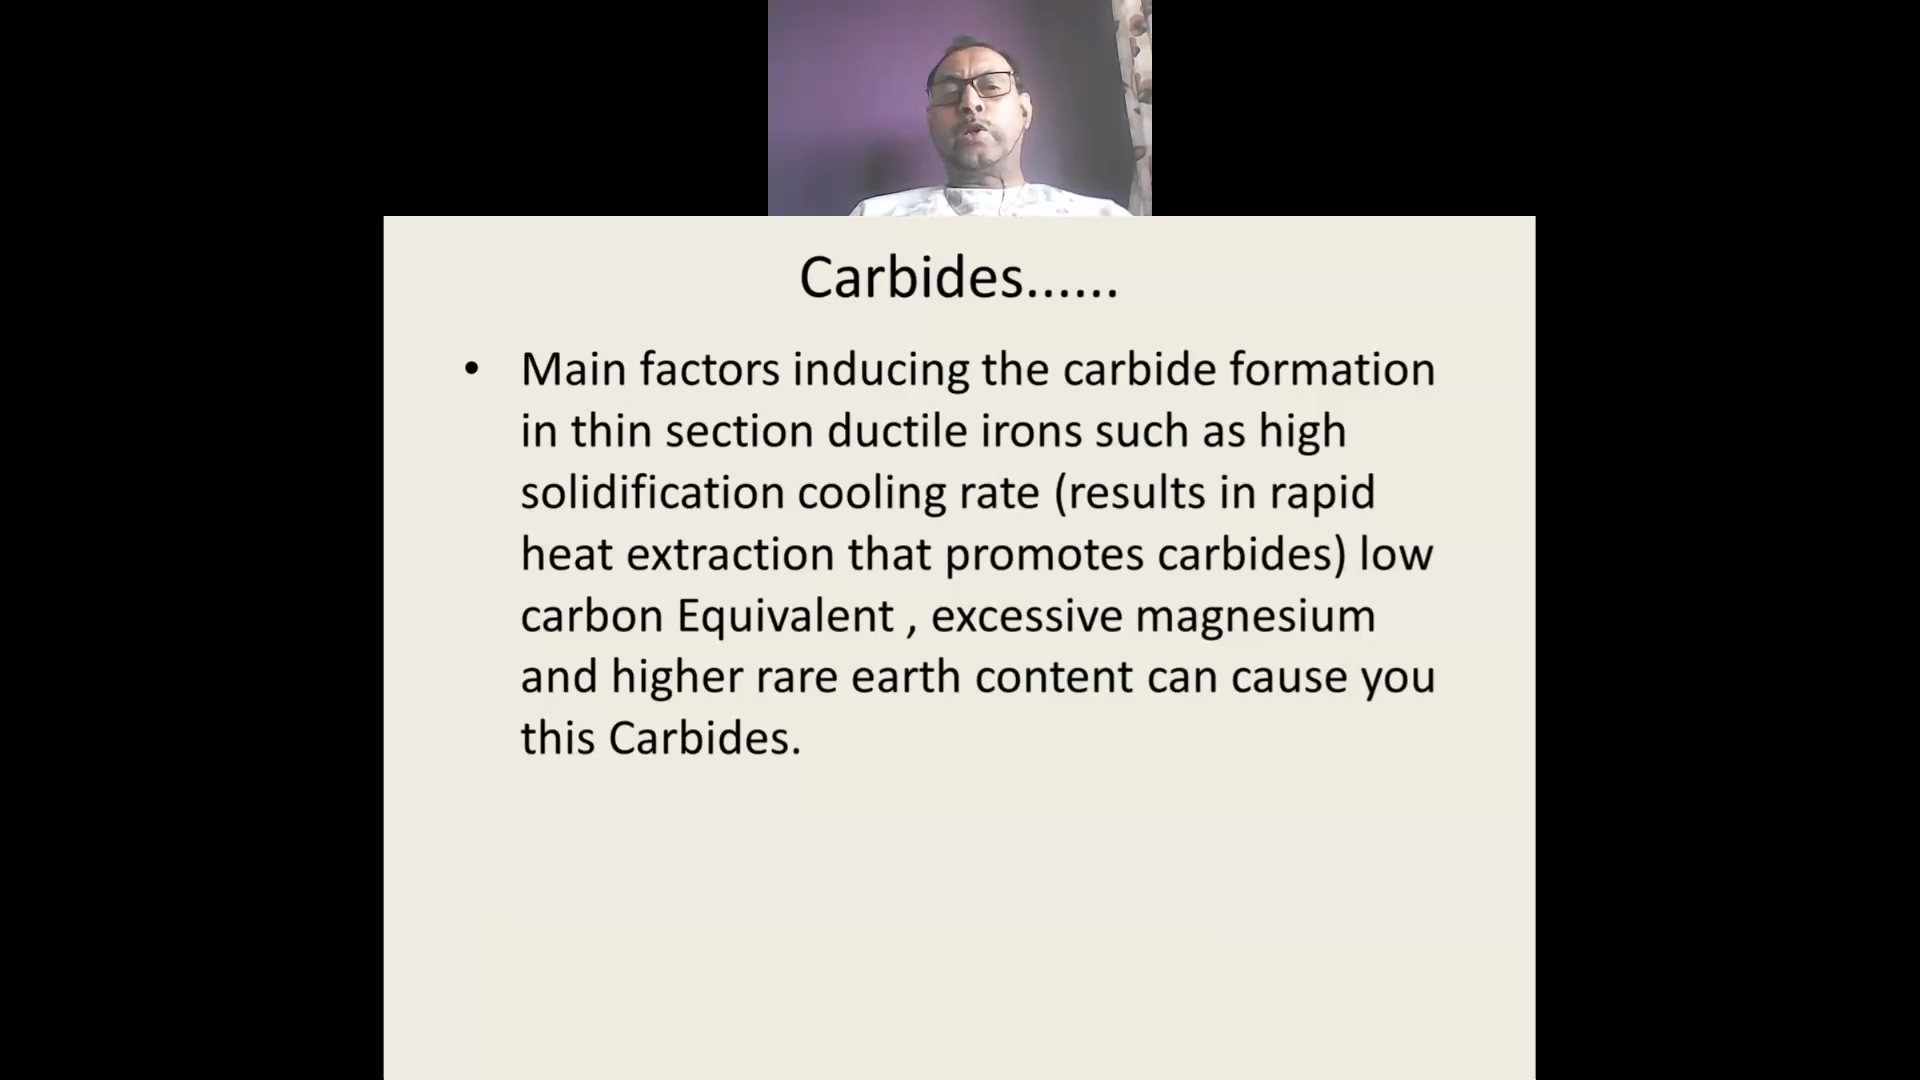 Carbides......
• Main factors inducing the carbide formation
in thin section ductile irons such as high
solidification cooling rate (results in rapid
heat extraction that promotes carbides) low
carbon Equivalent , excessive magnesium
and higher rare earth content can cause you
this Carbides.